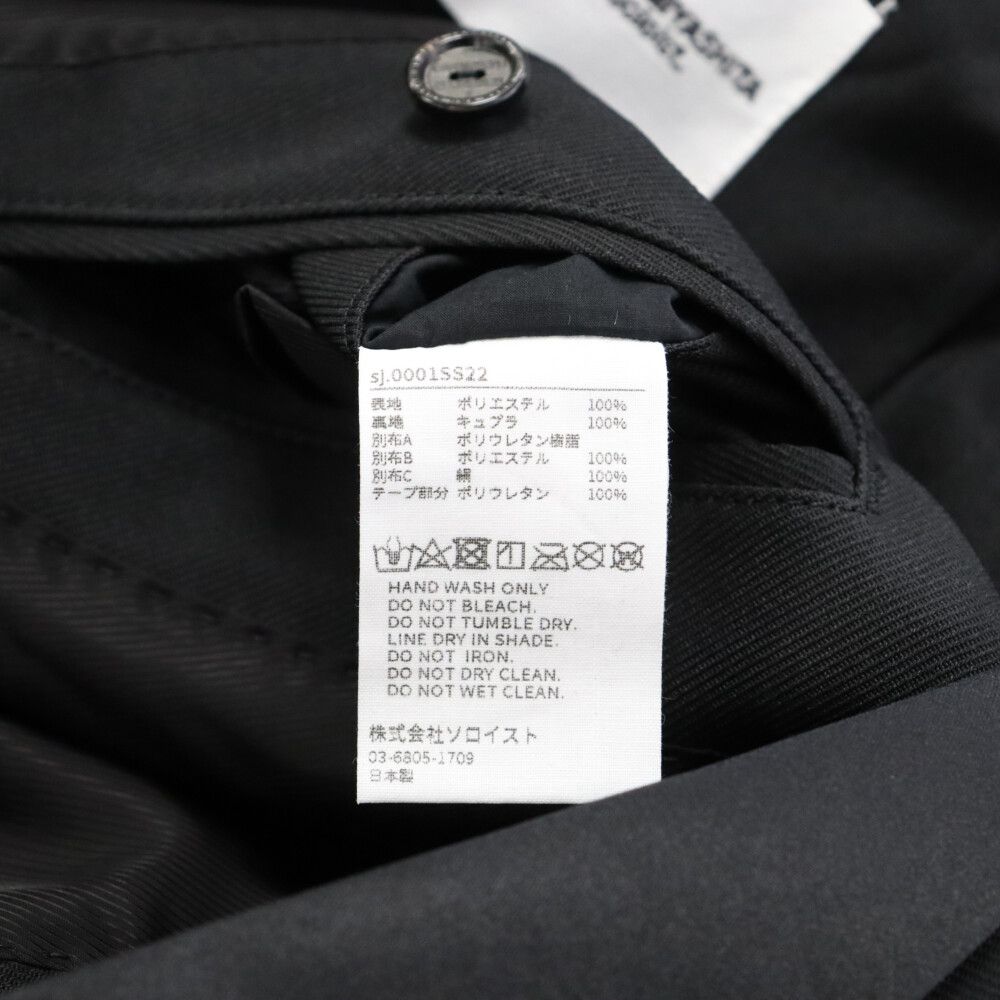 sj.0001SS22
表地 ポリエステル 100%
裏地 キュプラ 100%
別布A ポリウレタン樹脂
別布B ポリエステル 100%
別布C 絹 100%
テープ部分 ポリウレタン 100%
HAND WASH ONLY
DO NOT BLEACH.
DO NOT TUMBLE DRY.
LINE DRY IN SHADE.
DO NOT IRON.
DO NOT DRY CLEAN.
DO NOT WET CLEAN.
株式会社ソロイスト
03-6805-1709
日本製